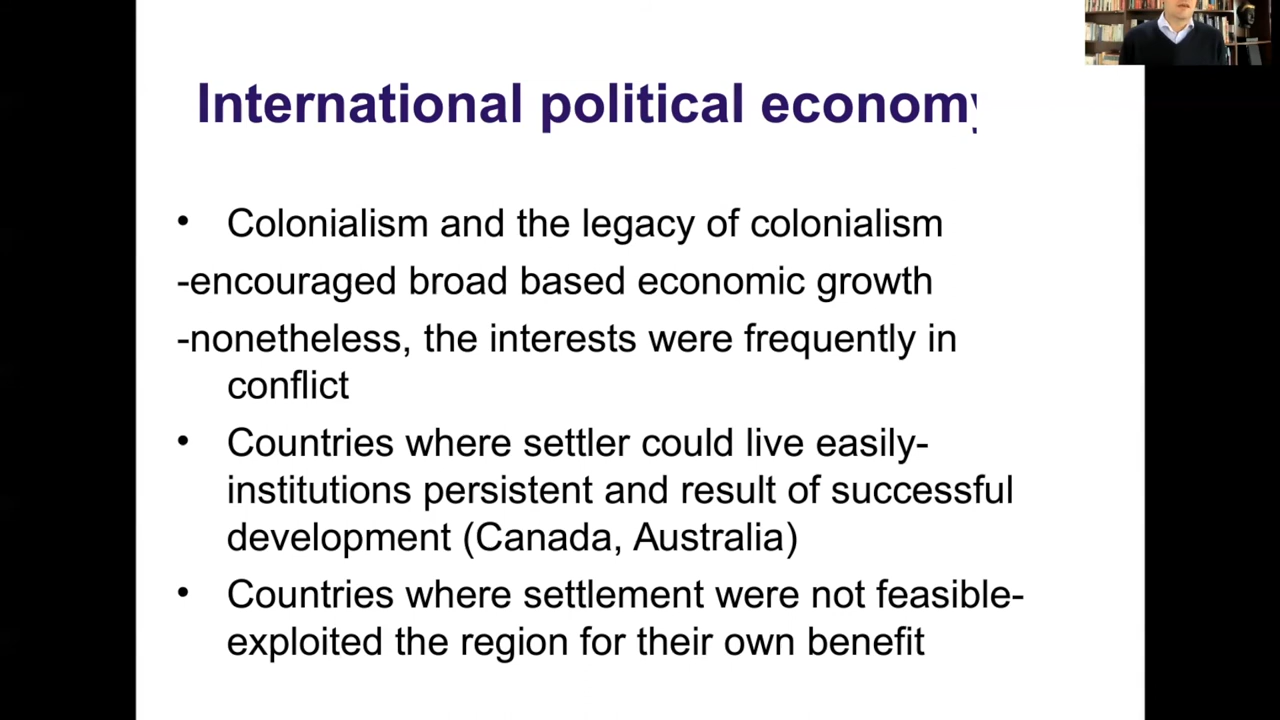 International political economy
• Colonialism and the legacy of colonialism
-encouraged broad based economic growth
-nonetheless, the interests were frequently in
conflict
• Countries where settler could live easily-
institutions persistent and result of successful
development (Canada, Australia)
• Countries where settlement were not feasible-
exploited the region for their own benefit